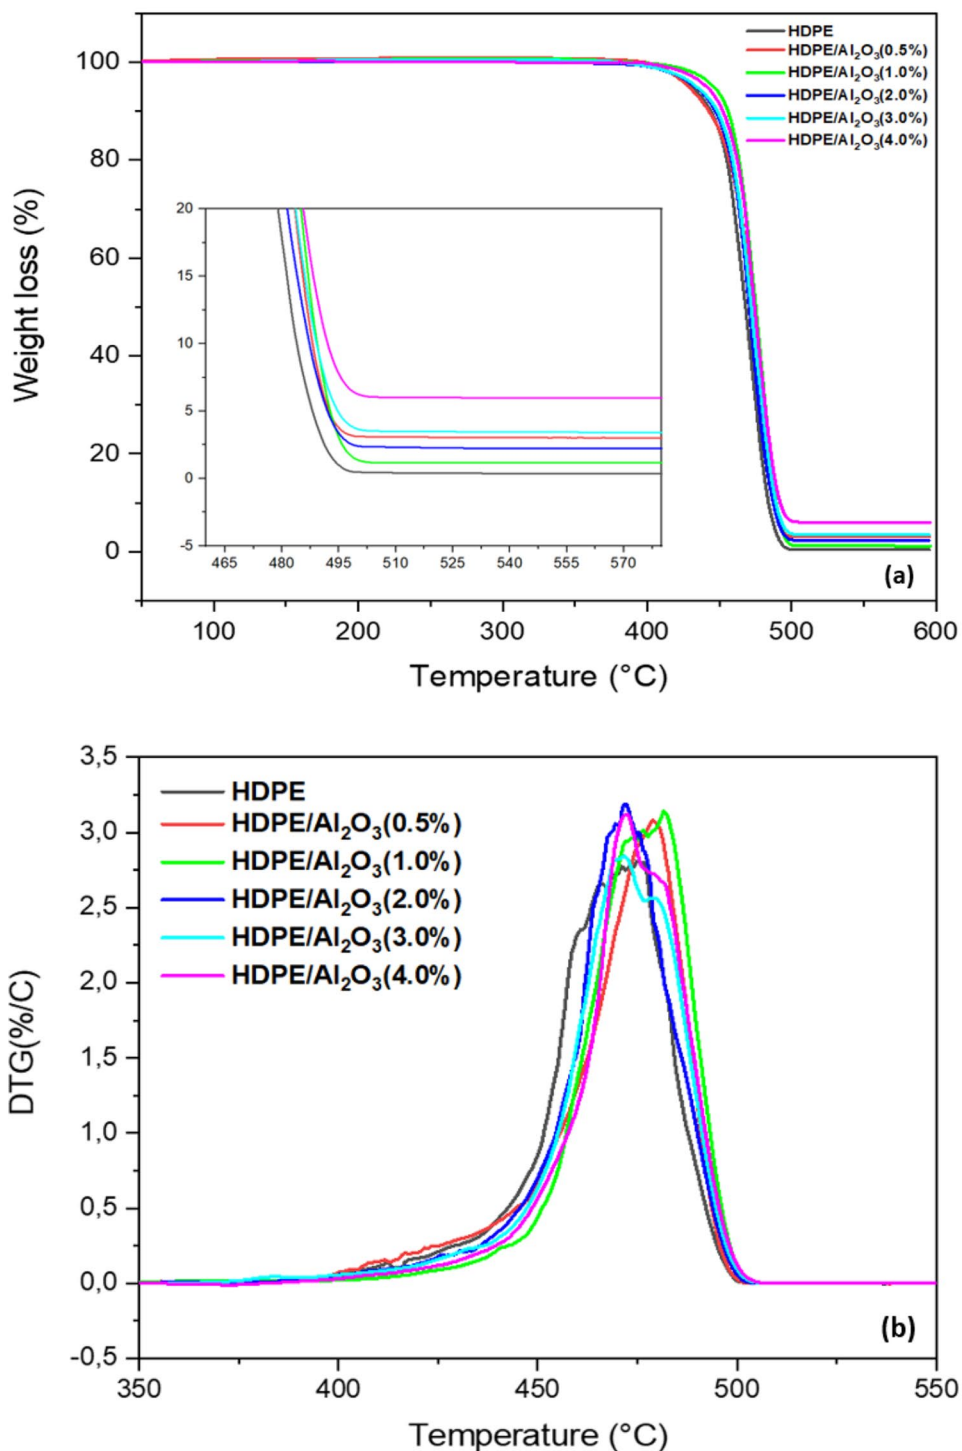 HDPE
HDPE/Al₂O₃(0.5%)
HDPE/Al₂O₃(1.0%)
HDPE/Al₂O₃(2.0%)
HDPE/Al₂O₃(3.0%)
HDPE/Al₂O₃(4.0%)
100
80
60
40
20
0
Weight loss (%)
20
15
10
5
0
-5
465 480 495 510 525 540 555 570
(a)
100 200 300 400 500 600
Temperature (°C)
3,5
3,0
2,5
2,0
1,5
1,0
0,5
0,0
-0,5
DTG(%/C)
HDPE
HDPE/Al₂O₃(0.5%)
HDPE/Al₂O₃(1.0%)
HDPE/Al₂O₃(2.0%)
HDPE/Al₂O₃(3.0%)
HDPE/Al₂O₃(4.0%)
(b)
350 400 450 500 550
Temperature (°C)